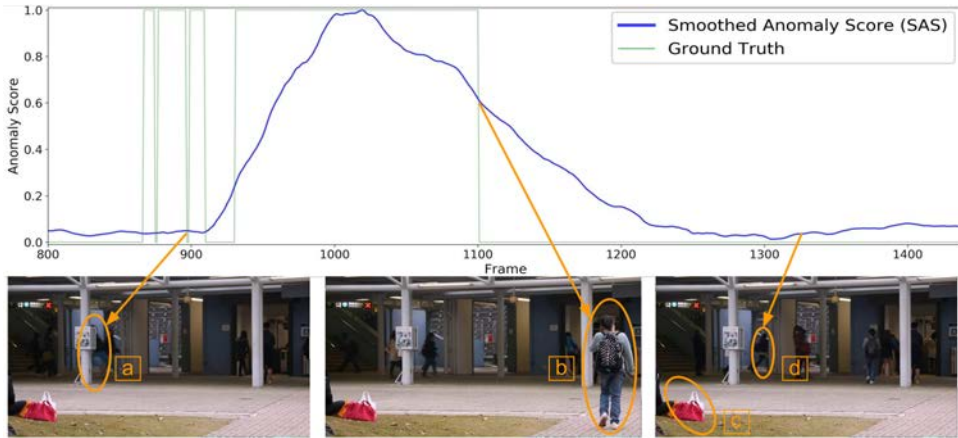 Smoothed Anomaly Score (SAS)
Ground Truth
Anomaly Score
1.0
0.8
0.6
0.4
0.2
0.0
800 900 1000 1100 1200 1300 1400
Frame
a
b
c
d